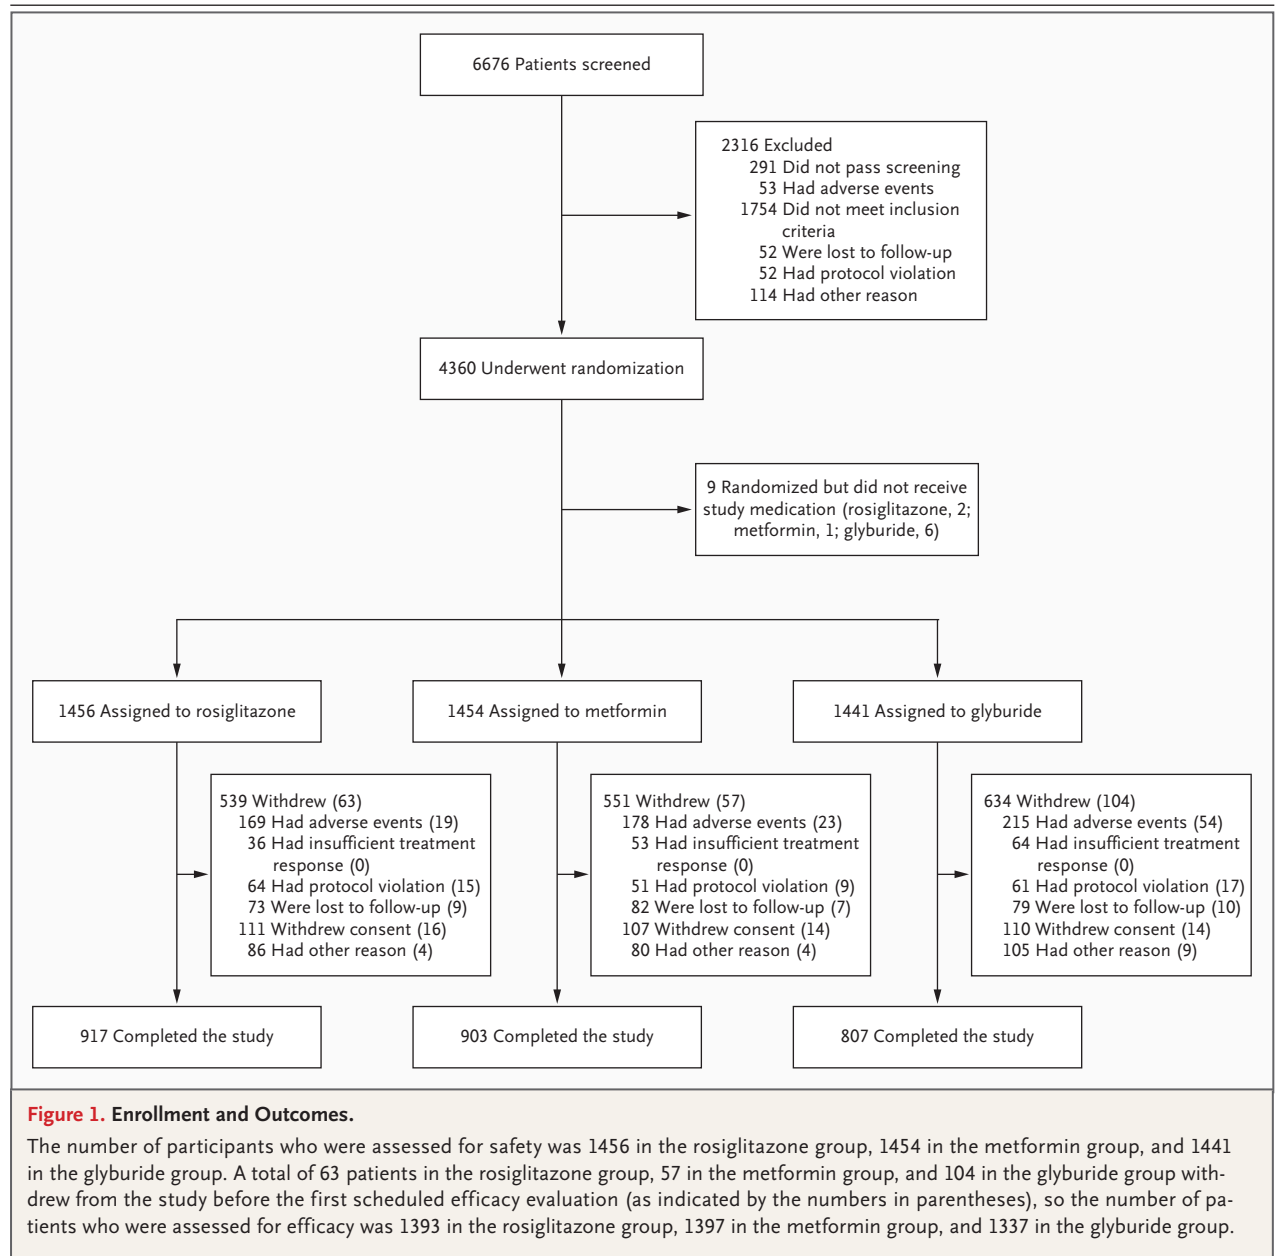 6676 Patients screened
2316 Excluded
291 Did not pass screening
53 Had adverse events
1754 Did not meet inclusion
criteria
52 Were lost to follow-up
52 Had protocol violation
114 Had other reason
4360 Underwent randomization
9 Randomized but did not receive
study medication (rosiglitazone, 2;
metformin, 1; glyburide, 6)
1456 Assigned to rosiglitazone
1454 Assigned to metformin
1441 Assigned to glyburide
539 Withdrew (63)
169 Had adverse events (19)
36 Had insufficient treatment
response (0)
64 Had protocol violation (15)
73 Were lost to follow-up (9)
111 Withdrew consent (16)
86 Had other reason (4)
551 Withdrew (57)
178 Had adverse events (23)
53 Had insufficient treatment
response (0)
51 Had protocol violation (9)
82 Were lost to follow-up (7)
107 Withdrew consent (14)
80 Had other reason (4)
634 Withdrew (104)
215 Had adverse events (54)
64 Had insufficient treatment
response (0)
61 Had protocol violation (17)
79 Were lost to follow-up (10)
110 Withdrew consent (14)
105 Had other reason (9)
917 Completed the study
903 Completed the study
807 Completed the study
Figure 1. Enrollment and Outcomes.
The number of participants who were assessed for safety was 1456 in the rosiglitazone group, 1454 in the metformin group, and 1441
in the glyburide group. A total of 63 patients in the rosiglitazone group, 57 in the metformin group, and 104 in the glyburide group with-
drew from the study before the first scheduled efficacy evaluation (as indicated by the numbers in parentheses), so the number of pa-
tients who were assessed for efficacy was 1393 in the rosiglitazone group, 1397 in the metformin group, and 1337 in the glyburide group.